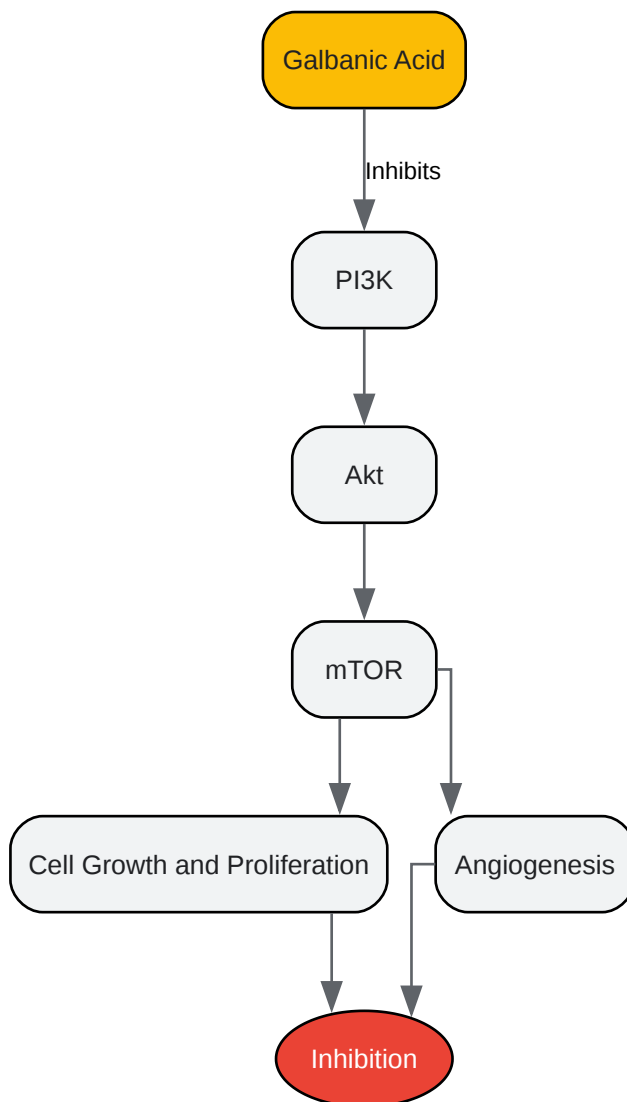 Galbanic Acid
Inhibits
PI3K
Akt
mTOR
Cell Growth and Proliferation
Angiogenesis
Inhibition